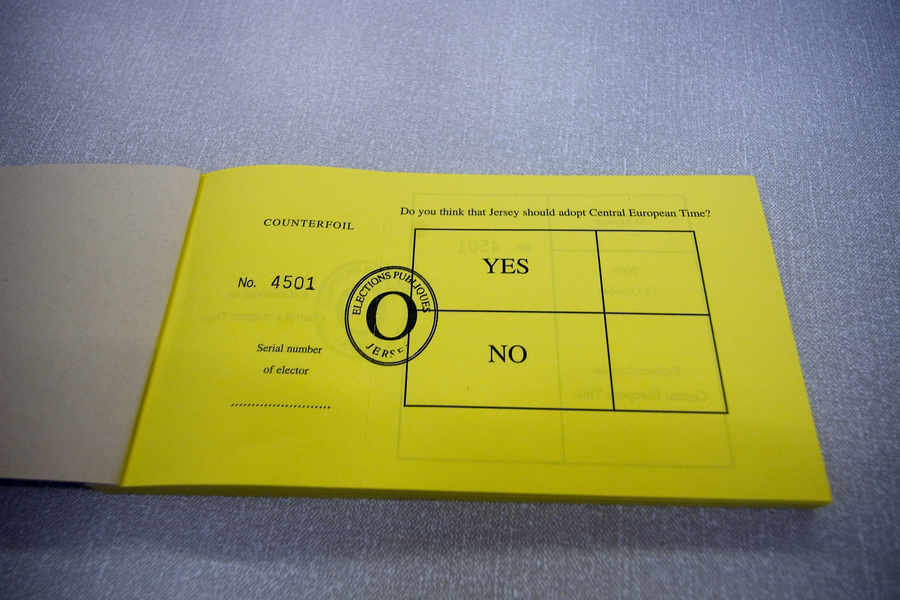 COUNTERFOIL
No. 4501
Serial number
of elector
ELECTIONS PUBLIQUES
O
JERSEY
Do you think that Jersey should adopt Central European Time?
YES
NO